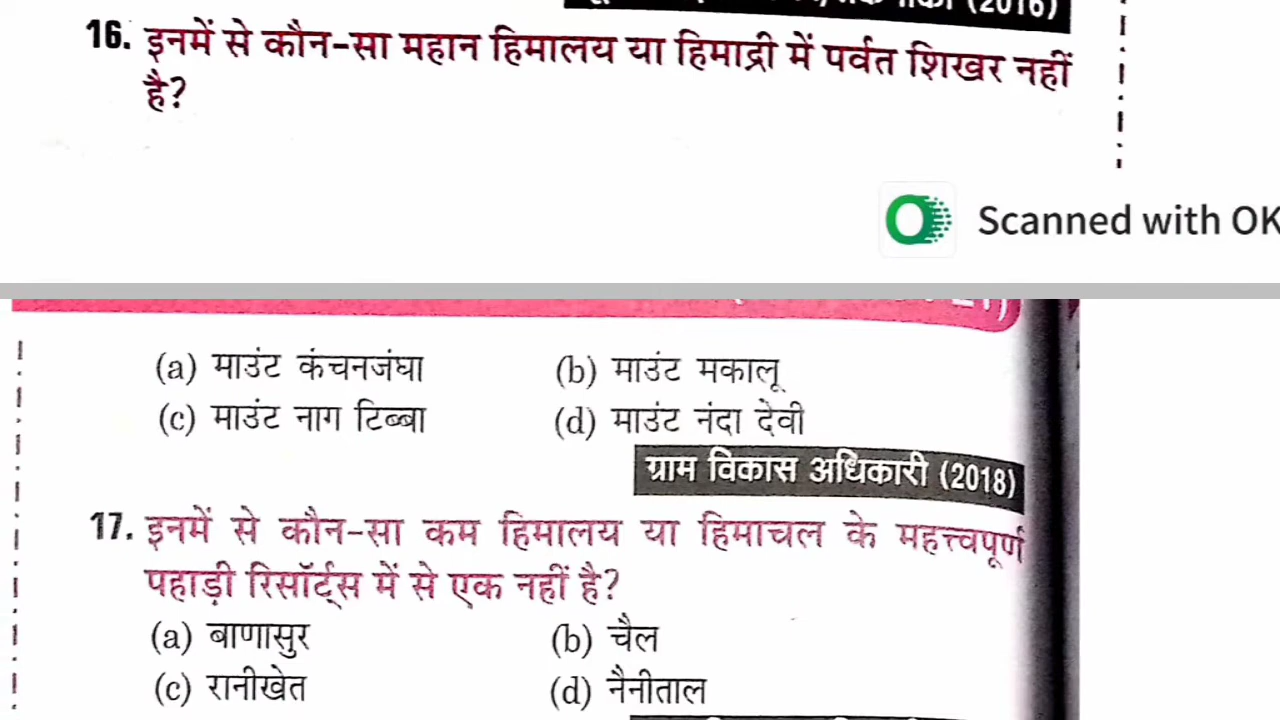 (2016)
16. इनमें से कौन-सा महान हिमालय या हिमाद्री में पर्वत शिखर नहीं
है?
Scanned with OK
(a) माउंट कंचनजंघा (b) माउंट मकालू
(c) माउंट नाग टिब्बा (d) माउंट नंदा देवी
ग्राम विकास अधिकारी (2018)
17. इनमें से कौन-सा कम हिमालय या हिमाचल के महत्त्वपूर्ण
पहाड़ी रिसॉर्ट्स में से एक नहीं है?
(a) बाणासुर (b) चैल
(c) रानीखेत (d) नैनीताल